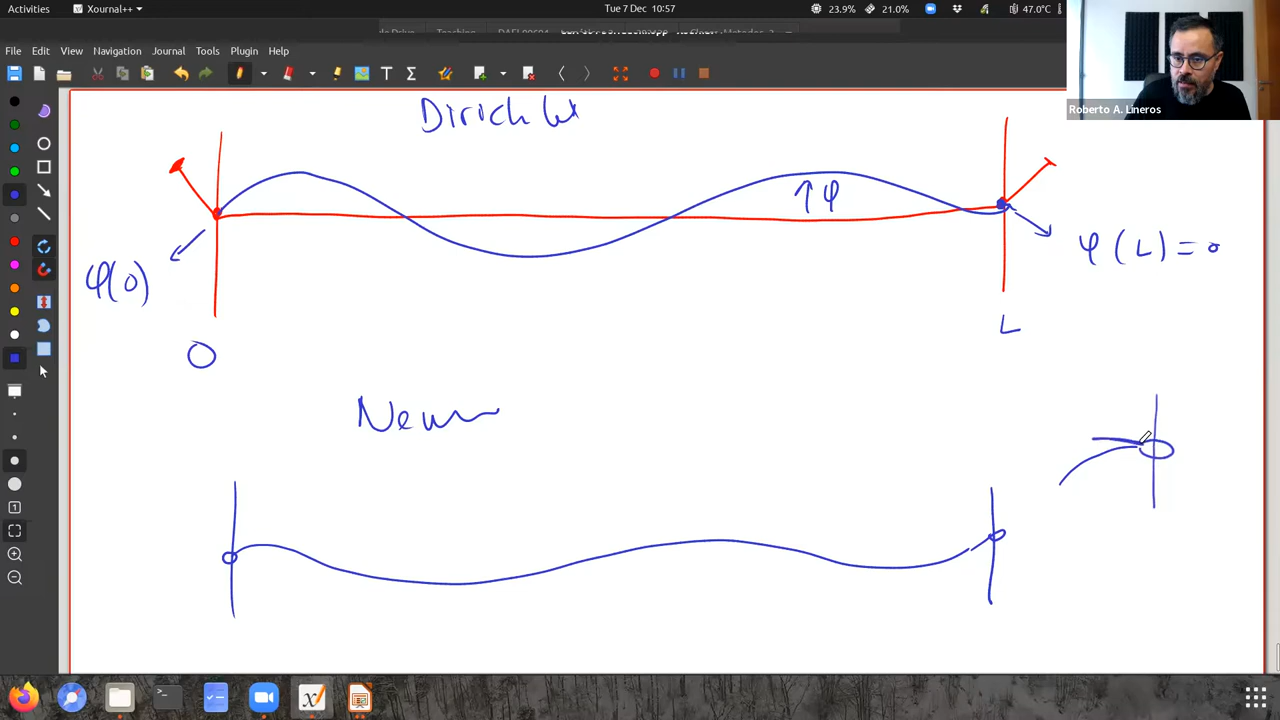 Activities
Xournal++
Tue 7 Dec 10:57
23.9%
21.0%
47.0°C
File Edit View Navigation Journal Tools Plugin Help
Roberto A. Lineros
Dirichlet
↑φ
φ(0)
φ(L)=0
0
L
Neum